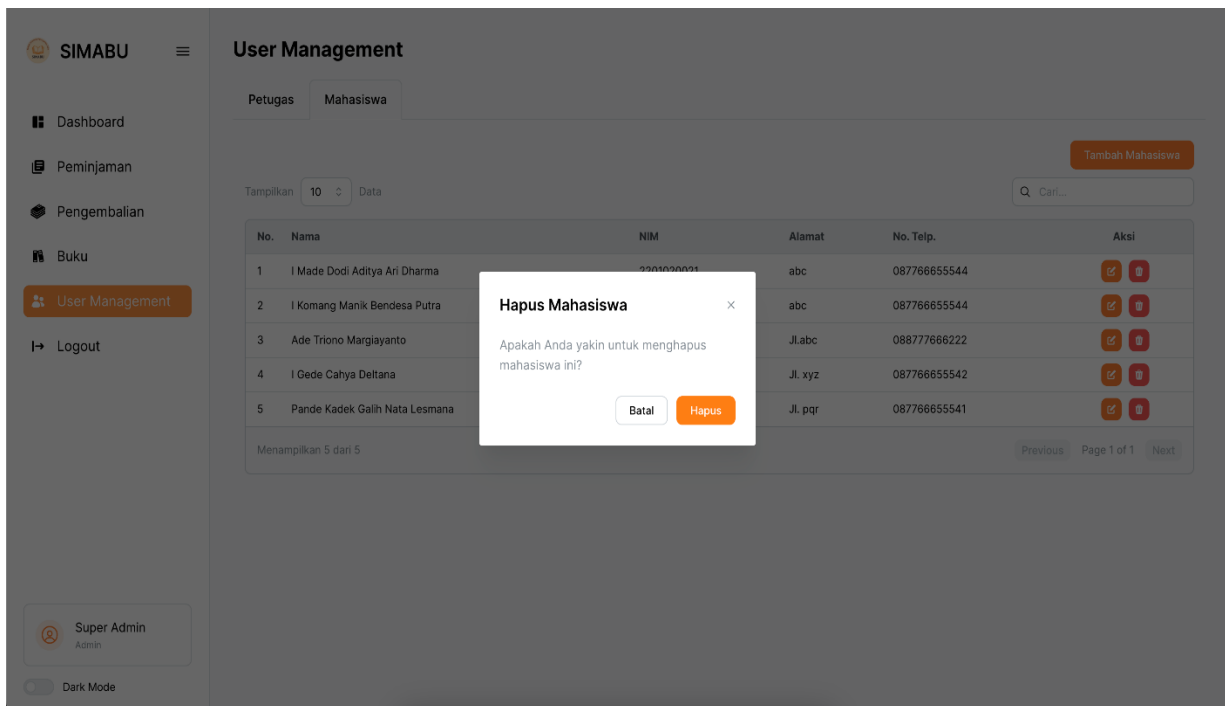 SIMABU
Dashboard
Peminjaman
Pengembalian
Buku
User Management
Logout
Super Admin
Admin
Dark Mode
User Management
Petugas Mahasiswa
Tambah Mahasiswa
Tampilkan 10 Data Cari...
No. Nama NIM Alamat No. Telp. Aksi
1 I Made Dodi Aditya Ari Dharma 2201020021 abc 087766655544
2 I Komang Manik Bendesa Putra abc 087766655544
3 Ade Triono Margiayanto Jl.abc 088777666222
4 I Gede Cahya Deltana Jl. xyz 087766655542
5 Pande Kadek Galih Nata Lesmana Jl. pqr 087766655541
Menampilkan 5 dari 5 Previous Page 1 of 1 Next
Hapus Mahasiswa
Apakah Anda yakin untuk menghapus
mahasiswa ini?
Batal Hapus